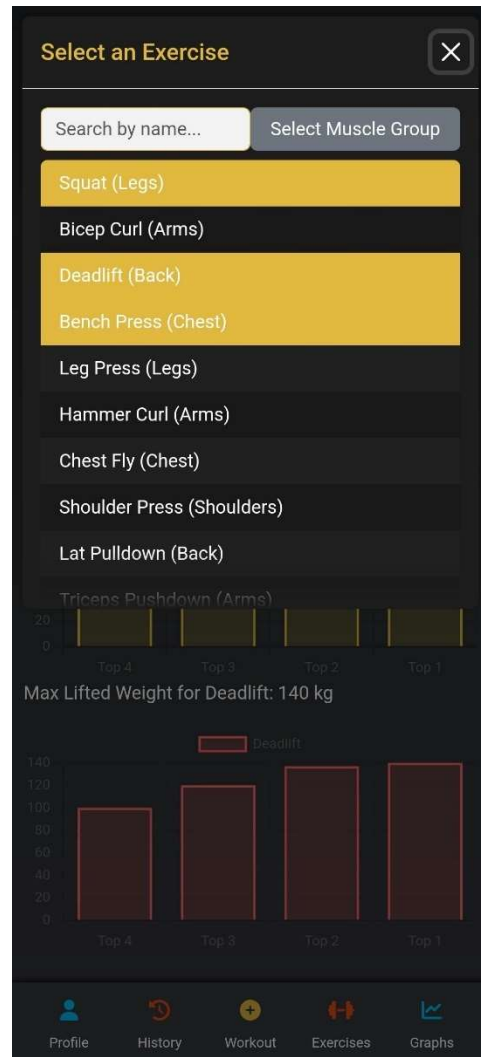 Select an Exercise
Search by name... Select Muscle Group
Squat (Legs)
Bicep Curl (Arms)
Deadlift (Back)
Bench Press (Chest)
Leg Press (Legs)
Hammer Curl (Arms)
Chest Fly (Chest)
Shoulder Press (Shoulders)
Lat Pulldown (Back)
Triceps Pushdown (Arms)
20
0
Top 4 Top 3 Top 2 Top 1
Max Lifted Weight for Deadlift: 140 kg
Deadlift
140
120
100
80
60
40
20
0
Top 4 Top 3 Top 2 Top 1
Profile History Workout Exercises Graphs